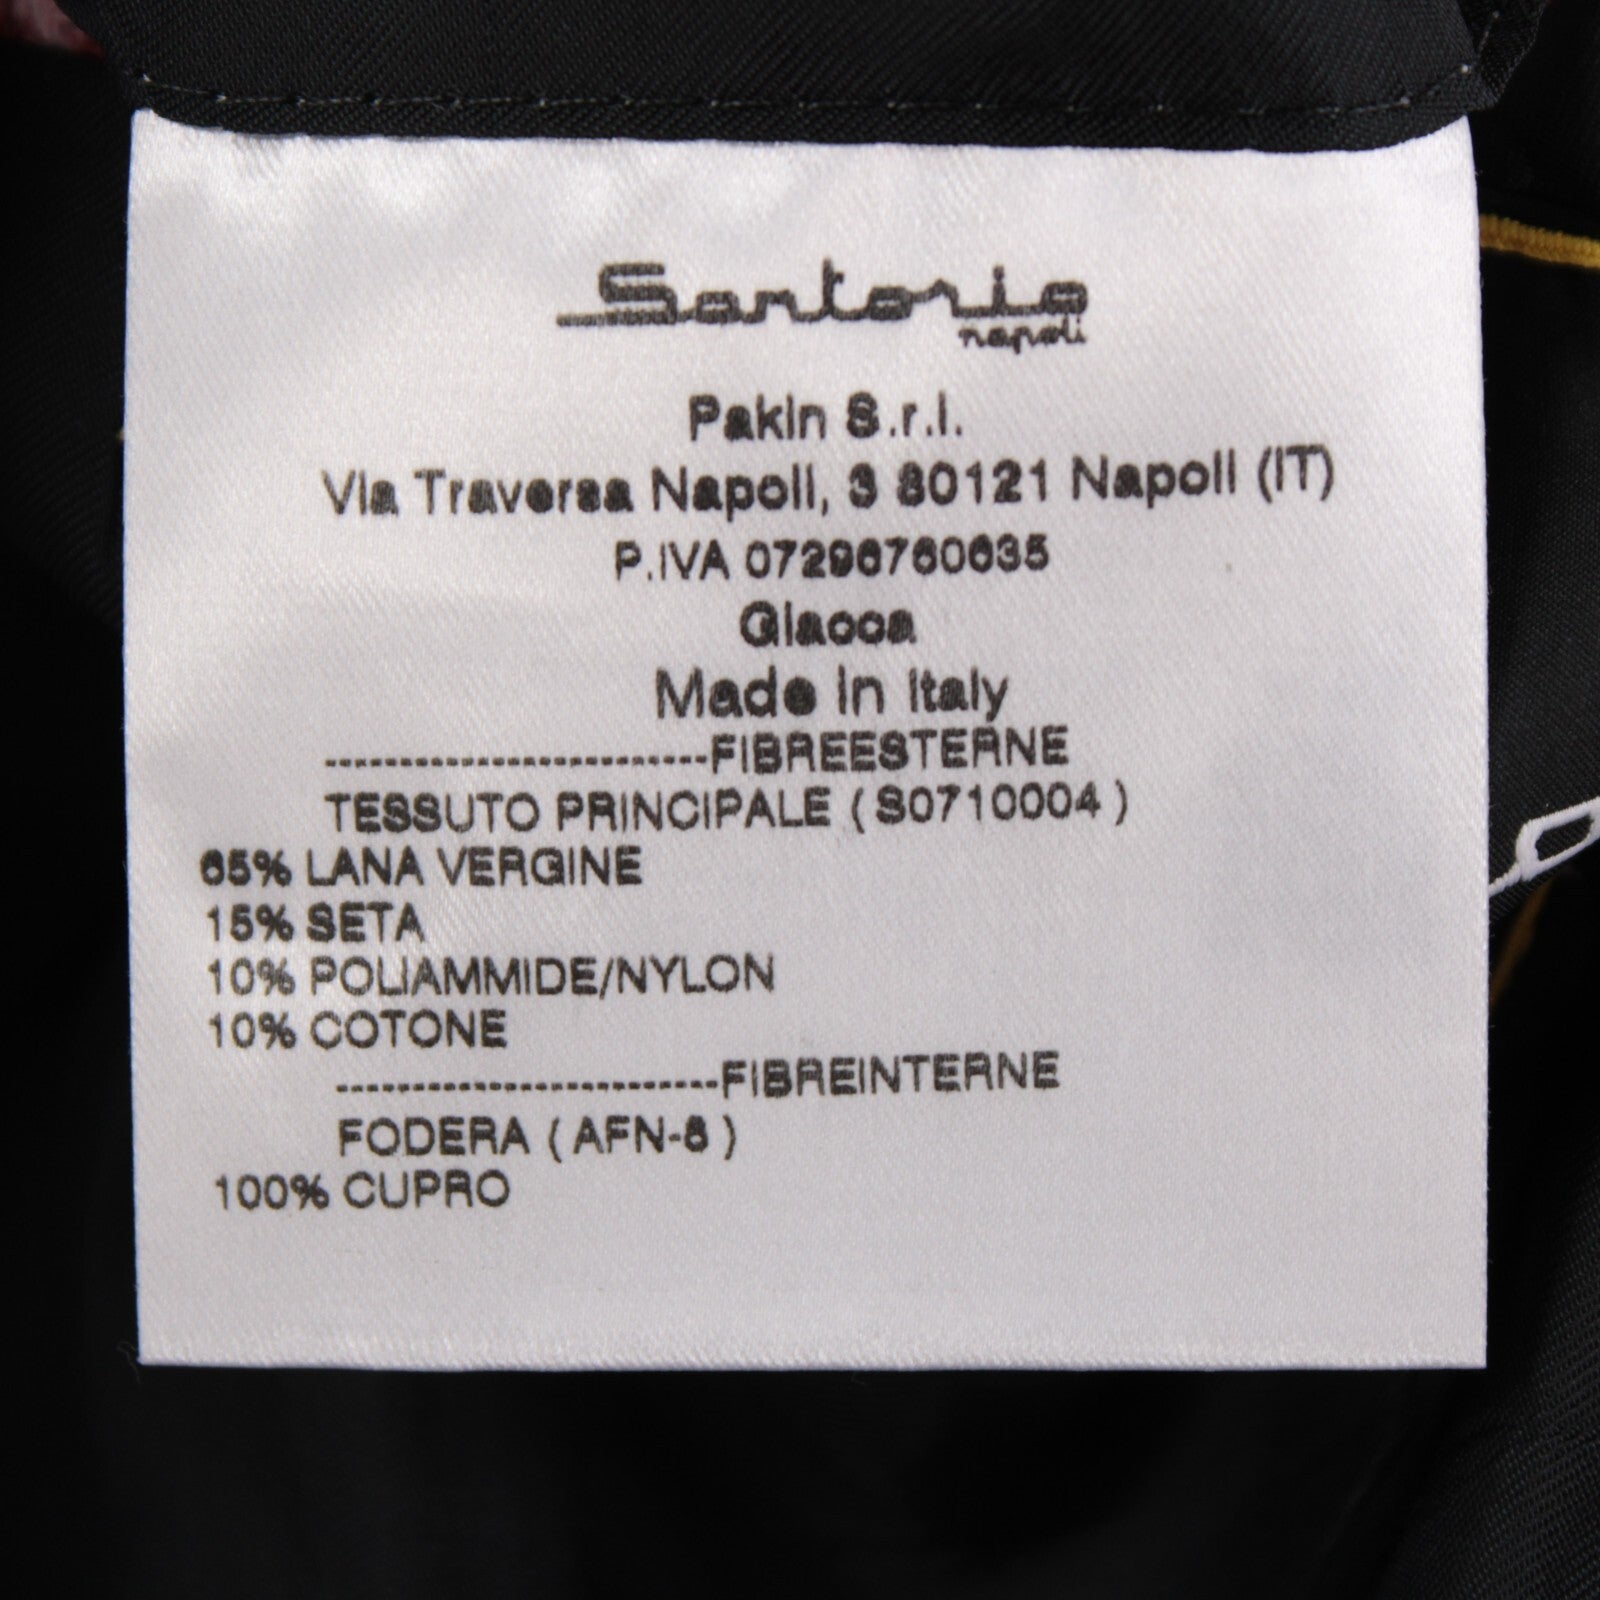 Sartorio
napoli
Pakin S.r.l.
Via Traversa Napoli, 3 80121 Napoli (IT)
P.IVA 07296760635
Giacca
Made in Italy
-------------------------FIBREESTERNE
TESSUTO PRINCIPALE ( S0710004 )
65% LANA VERGINE
15% SETA
10% POLIAMMIDE/NYLON
10% COTONE
-------------------------FIBREINTERNE
FODERA ( AFN-8 )
100% CUPRO